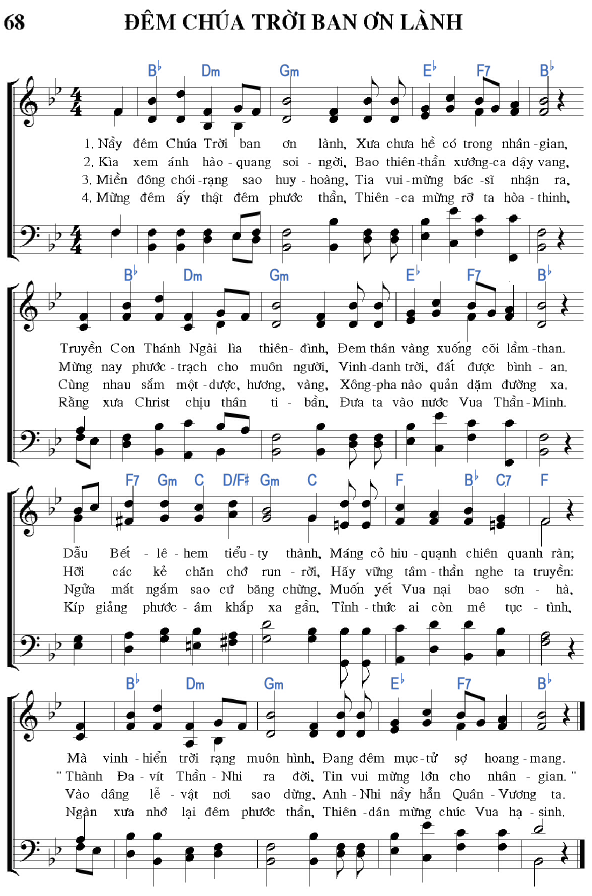 68 ĐÊM CHÚA TRỜI BAN ƠN LÀNH
B♭ Dm Gm E♭ F7 B♭
1. Nầy đêm Chúa Trời ban ơn lành, Xưa chưa hề có trong nhân-gian,
2. Kìa xem ánh hào-quang soi-ngời, Bao thiên-thần xướng-ca dậy vang,
3. Miền đông chói-rạng sao huy-hoàng, Tia vui-mừng bác-sĩ nhận ra,
4. Mừng đêm ấy thật đêm phước thần, Thiên-ca mừng rỡ ta hòa-thinh,
B♭ Dm Gm E♭ F7 B♭
Truyền Con Thánh Ngài lìa thiên-đình, Đem thân vàng xuống cõi lầm-than.
Mừng nay phước-trạch cho muôn người, Vinh-danh trời, đất được bình-an.
Cùng nhau sắm một-dược, hương, vàng, Xông-pha nào quản dặm đường xa.
Rằng xưa Christ chịu thân ti-bần, Đưa ta vào nước Vua Thần-Minh.
F7 Gm C D/F# Gm C F B♭ C7 F
Dẫu Bết-lê-hem tiểu-ty thành, Máng cỏ hiu-quạnh chiên quanh ràn;
Hỡi các kẻ chăn chớ run-rời, Hãy vững tâm-thần nghe ta truyền:
Ngửa mắt ngắm sao cứ băng chừng, Muốn yết Vua nại bao sơn-hà,
Kíp giảng phước-âm khắp xa gần, Tỉnh-thức ai còn mê tục-tình,
B♭ Dm Gm E♭ F7 B♭
Mà vinh-hiển trời rạng muôn hình, Đang đêm mục-tử sợ hoang-mang.
"Thành Đa-vít Thần-Nhi ra đời, Tin vui mừng lớn cho nhân-gian."
Vào dâng lễ-vật nơi sao dừng, Anh-Nhi nầy hẳn Quân-Vương ta.
Ngàn xưa nhớ lại đêm phước thần, Thiên-dân mừng chúc Vua hạ-sinh.